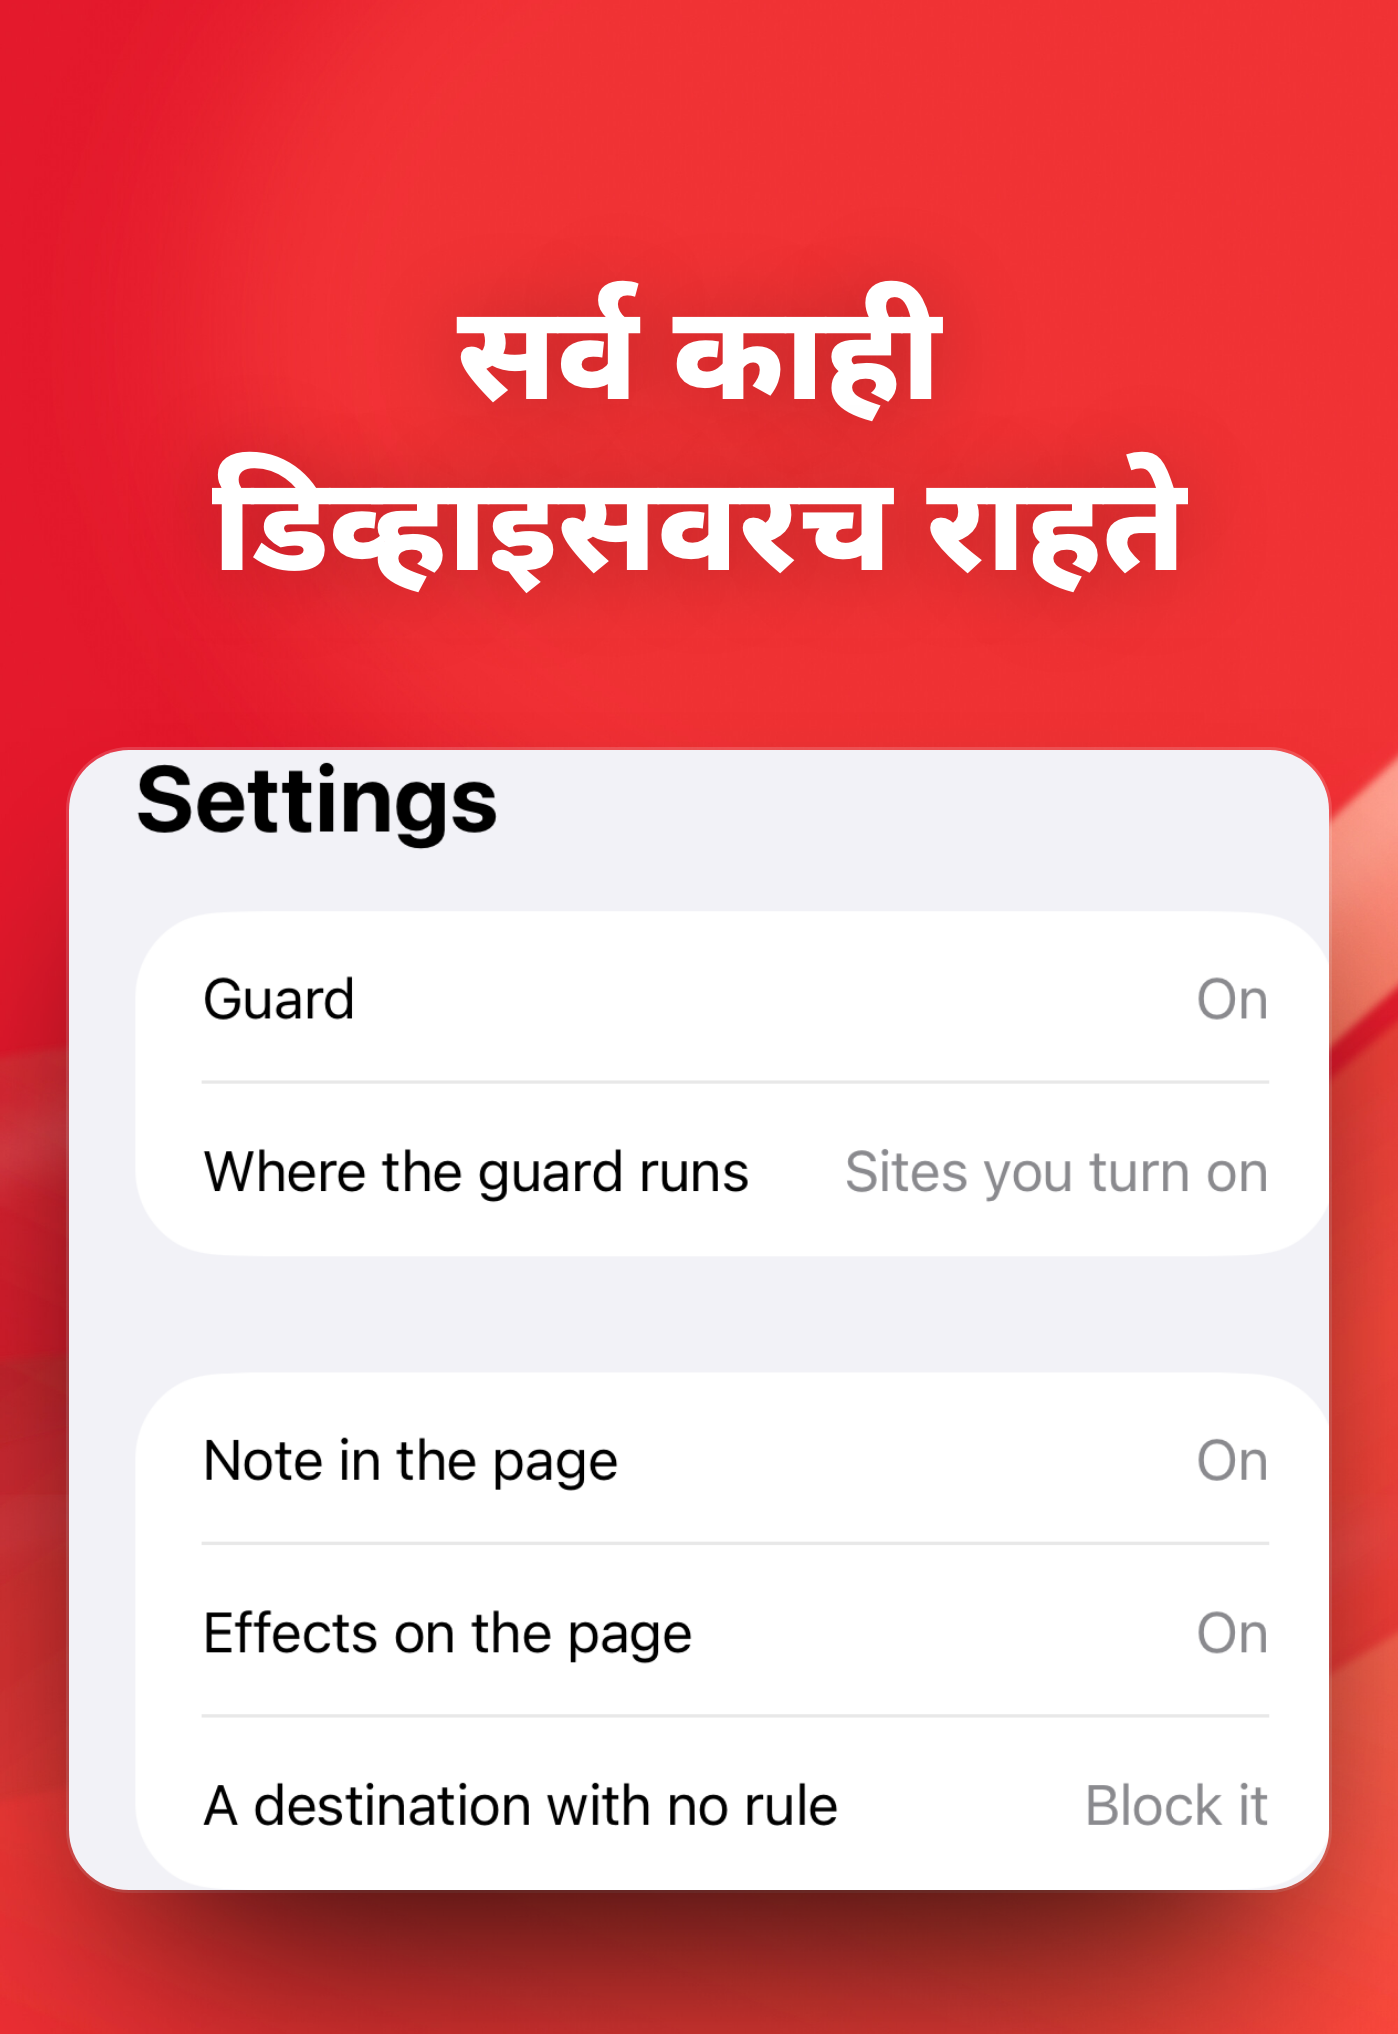 सर्व काही
डिव्हाइसवरच राहते
Settings
Guard On
Where the guard runs Sites you turn on
Note in the page On
Effects on the page On
A destination with no rule Block it